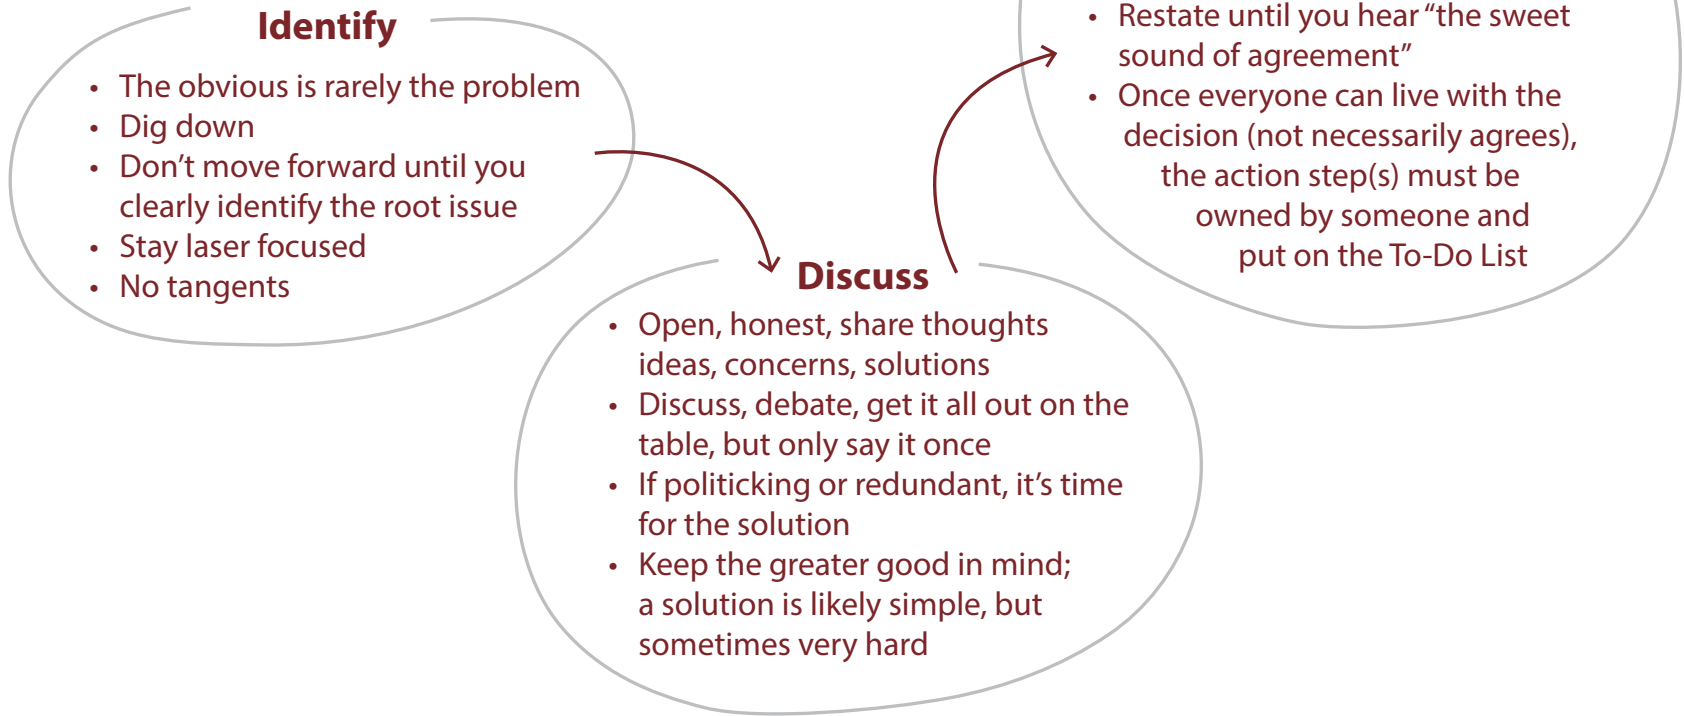 Identify
• The obvious is rarely the problem
• Dig down
• Don't move forward until you
clearly identify the root issue
• Stay laser focused
• No tangents
Discuss
• Open, honest, share thoughts
ideas, concerns, solutions
• Discuss, debate, get it all out on the
table, but only say it once
• If politicking or redundant, it's time
for the solution
• Keep the greater good in mind;
a solution is likely simple, but
sometimes very hard
• Restate until you hear “the sweet
sound of agreement”
• Once everyone can live with the
decision (not necessarily agrees),
the action step(s) must be
owned by someone and
put on the To-Do List